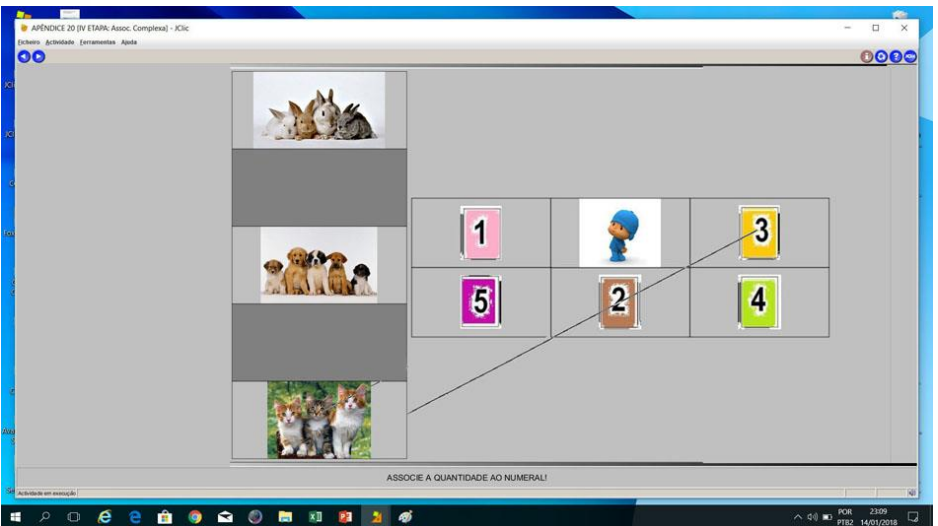 APÊNDICE 20 [IV ETAPA: Assoc. Complexa] - JClic
Ficheiro Actividade Ferramentas Ajuda
1
3
5
2
4
ASSOCIE A QUANTIDADE AO NUMERAL!
Actividade em execução
POR 23:09
PTB2 14/01/2018